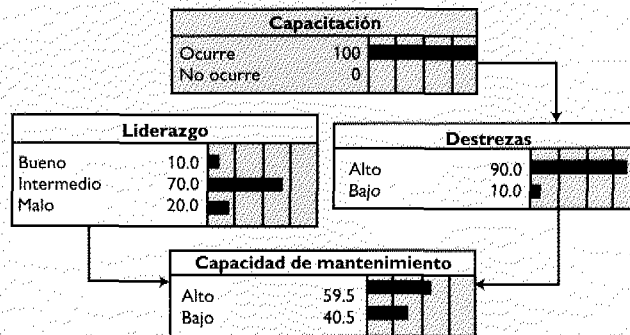 Capacitación
Ocurre 100
No ocurre 0
Liderazgo
Bueno 10.0
Intermedio 70.0
Malo 20.0
Destrezas
Alto 90.0
Bajo 10.0
Capacidad de mantenimiento
Alto 59.5
Bajo 40.5